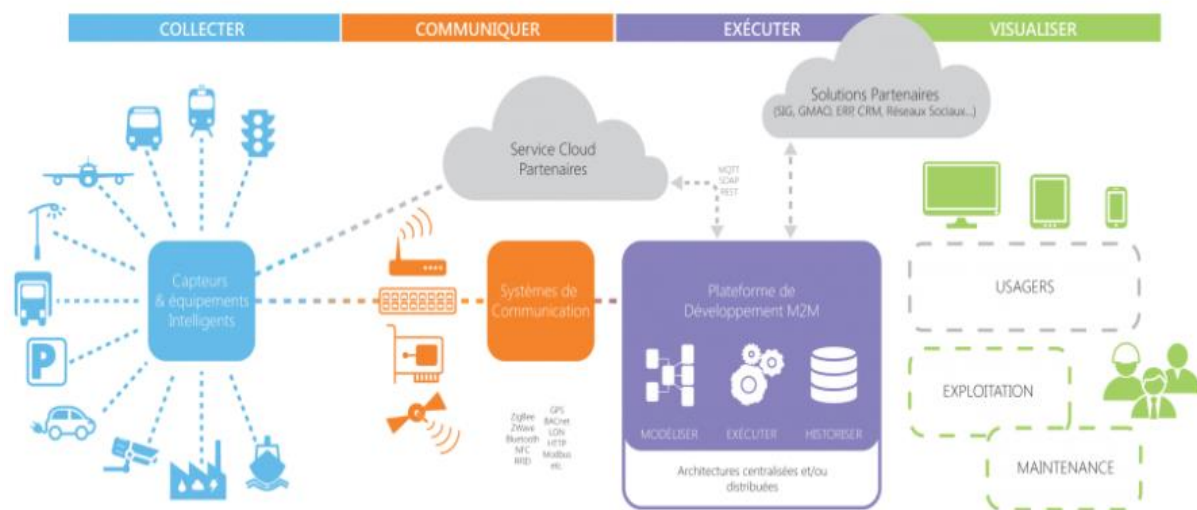 COLLECTER
COMMUNIQUER
EXÉCUTER
VISUALISER
Solutions Partenaires
(SIG, GMAO, ERP, CRM, Réseaux Sociaux...)
Service Cloud
Partenaires
MQTT
SOAP
REST
Capteurs
& équipements
Intelligents
Systèmes de
Communication
Plateforme de
Développement M2M
USAGERS
P
EXPLOITATION
ZigBee
ZWave
Bluetooth
NFC
RFID
GPS
BACnet
LON
HTTP
Modbus
etc.
MODÉLISER
EXÉCUTER
HISTORISER
MAINTENANCE
Architectures centralisées et/ou
distribuées